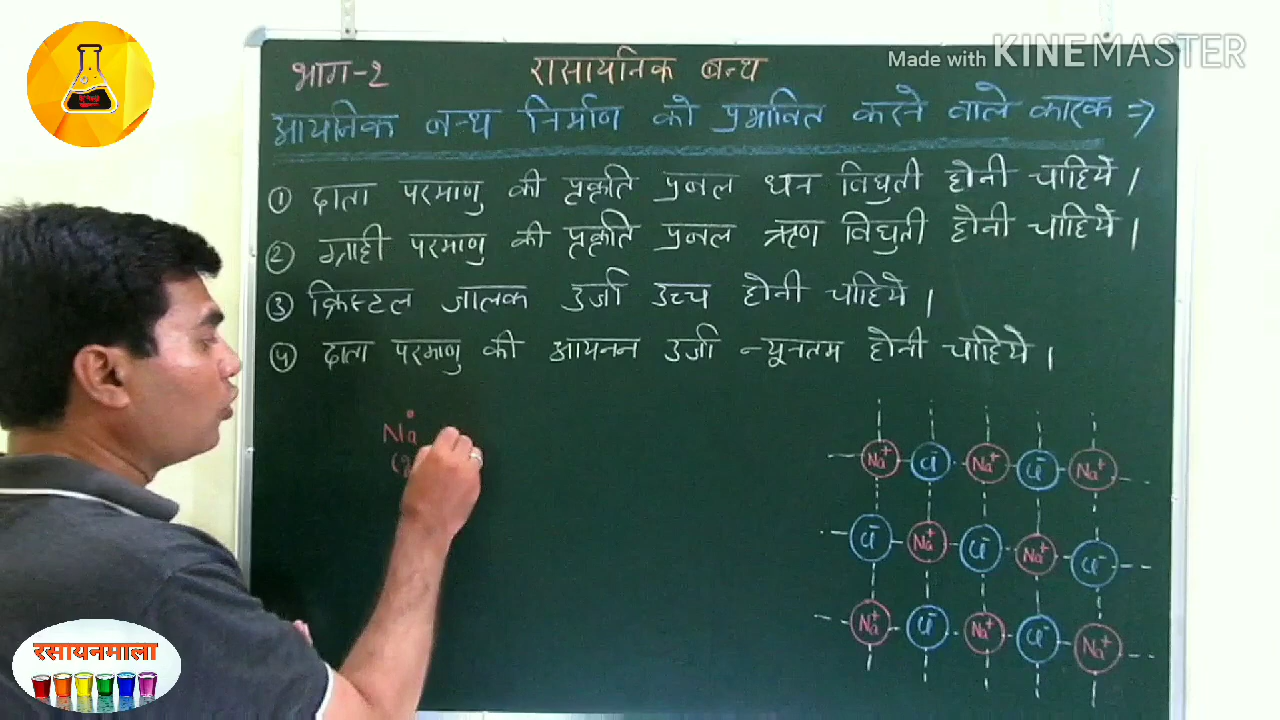 Made with KINEMASTER
भाग-2 रासायनिक बन्ध
आयनिक बन्ध निर्माण को प्रभावित करने वाले कारक ⇒
① दाता परमाणु की प्रकृति प्रबल धन विधुती होनी चाहिये।
② ग्राही परमाणु की प्रकृति प्रबल ऋण विधुती होनी चाहिये।
③ क्रिस्टल जालक उर्जा उच्च होनी चाहिये।
④ दाता परमाणु की आयनन उर्जा न्यूनतम होनी चाहिये।
Na
Na⁺ Cl⁻ Na⁺ Cl⁻ Na⁺
Cl⁻ Na⁺ Cl⁻ Na⁺ Cl⁻
Na⁺ Cl⁻ Na⁺ Cl⁻ Na⁺
रसायनमाला